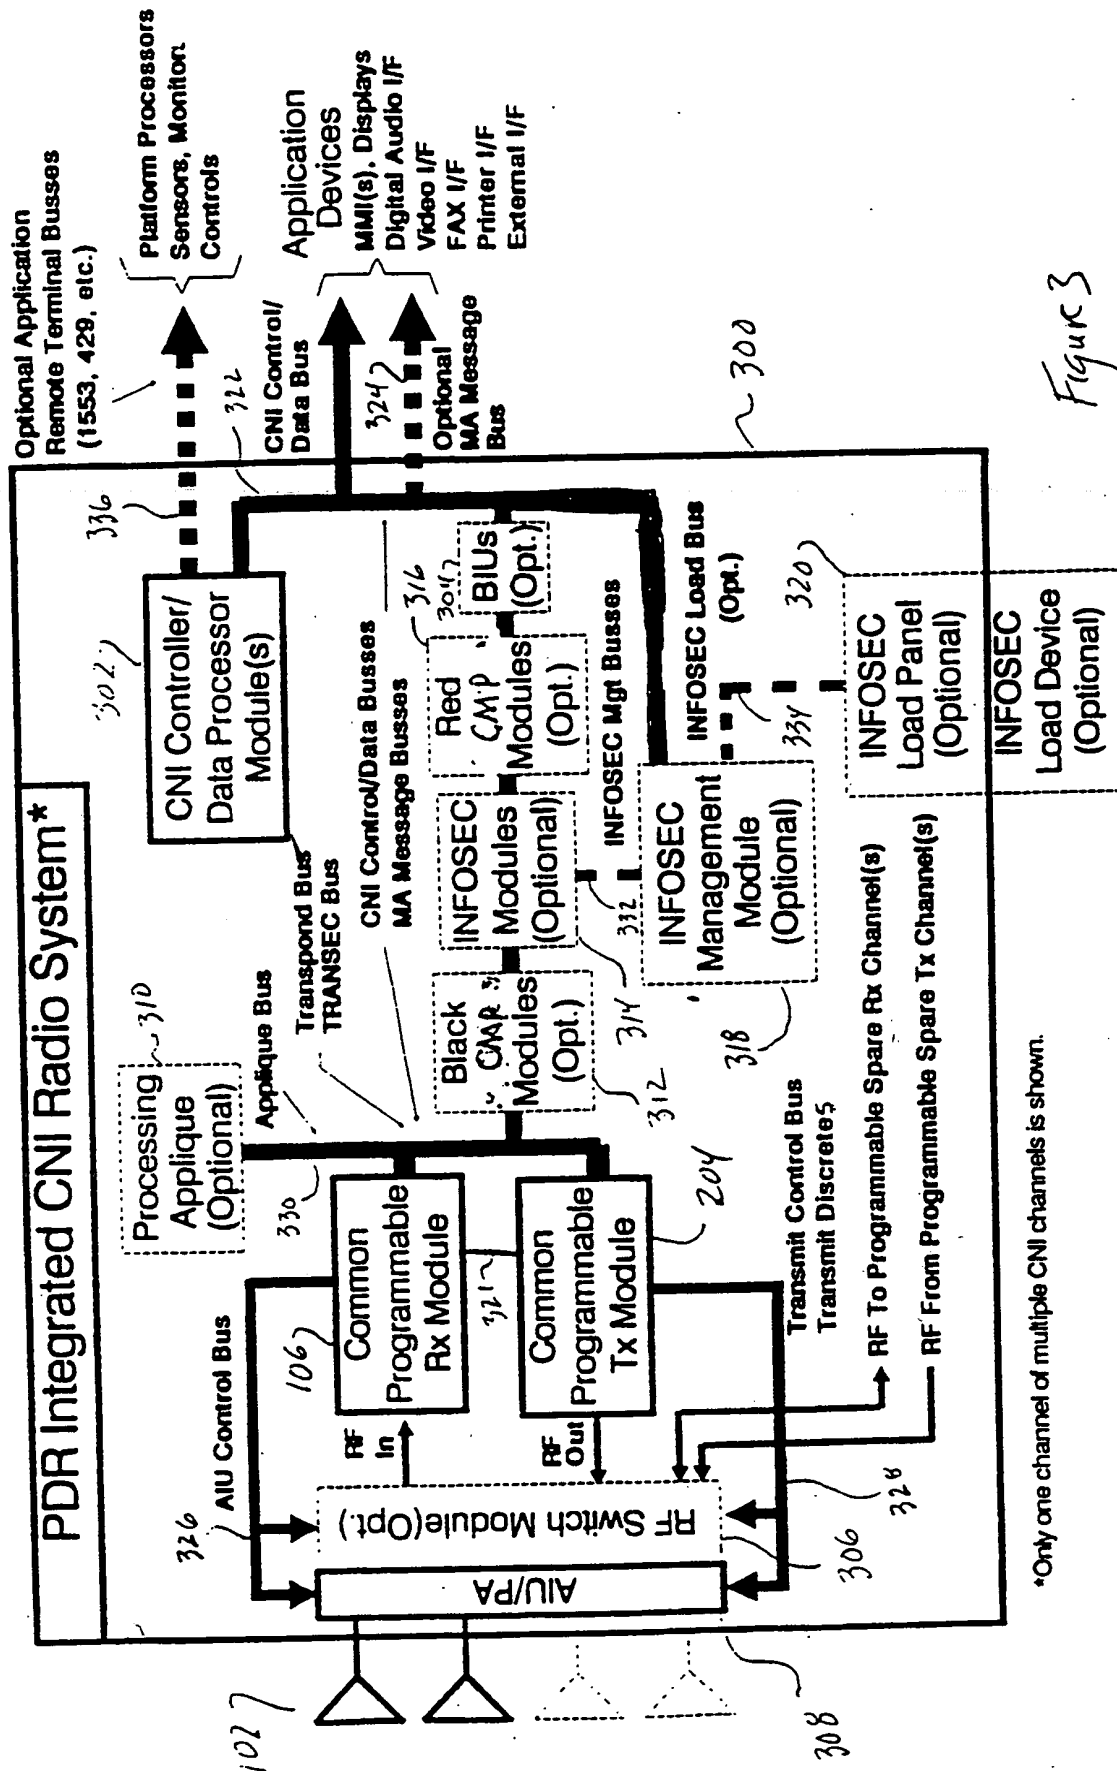 PDR Integrated CNI Radio System*
Optional Application
Remote Terminal Busses
(1553, 429, etc.)
Platform Processors
Sensors, Monitors
Controls
336
322
302
CNI Controller/
Data Processor
Module(s)
CNI Control/
Data Bus
Application
Devices
MMI(s), Displays
Digital Audio I/F
Video I/F
FAX I/F
Printer I/F
External I/F
324
Optional
MA Message
Bus
Processing
Applique
(Optional)
310
Applique Bus
Transpond Bus
TRANSEC Bus
CNI Control/Data Busses
MA Message Busses
330
326
AIU Control Bus
106
Common
Programmable
Rx Module
RF
In
321
Common
Programmable
Tx Module
204
RF
Out
RF Switch Module(Opt.)
AIU/PA
102
308
306
328
Black
CMP
Modules
(Opt.)
312
INFOSEC
Modules
(Optional)
314
Red
CMP
Modules
(Opt.)
316
304
BIUs
(Opt.)
INFOSEC Mgt Busses
332
INFOSEC
Management
Module
(Optional)
318
INFOSEC Load Bus
(Opt.)
334
320
INFOSEC
Load Panel
(Optional)
INFOSEC
Load Device
(Optional)
Transmit Control Bus
Transmit Discretes
RF To Programmable Spare Rx Channel(s)
RF From Programmable Spare Tx Channel(s)
300
*Only one channel of multiple CNI channels is shown.
Figure 3